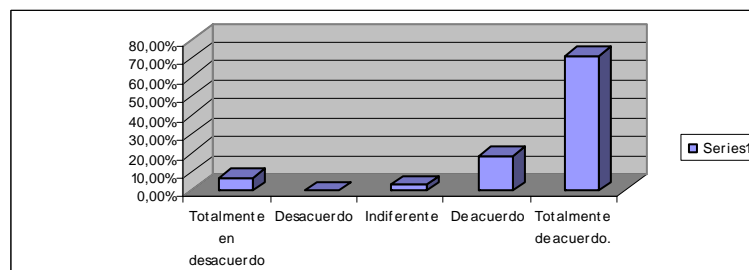 80,00%
70,00%
60,00%
50,00%
40,00%
30,00%
20,00%
10,00%
0,00%
Totalmente en desacuerdo
Desacuerdo
Indiferente
De acuerdo
Totalmente de acuerdo.
Series1